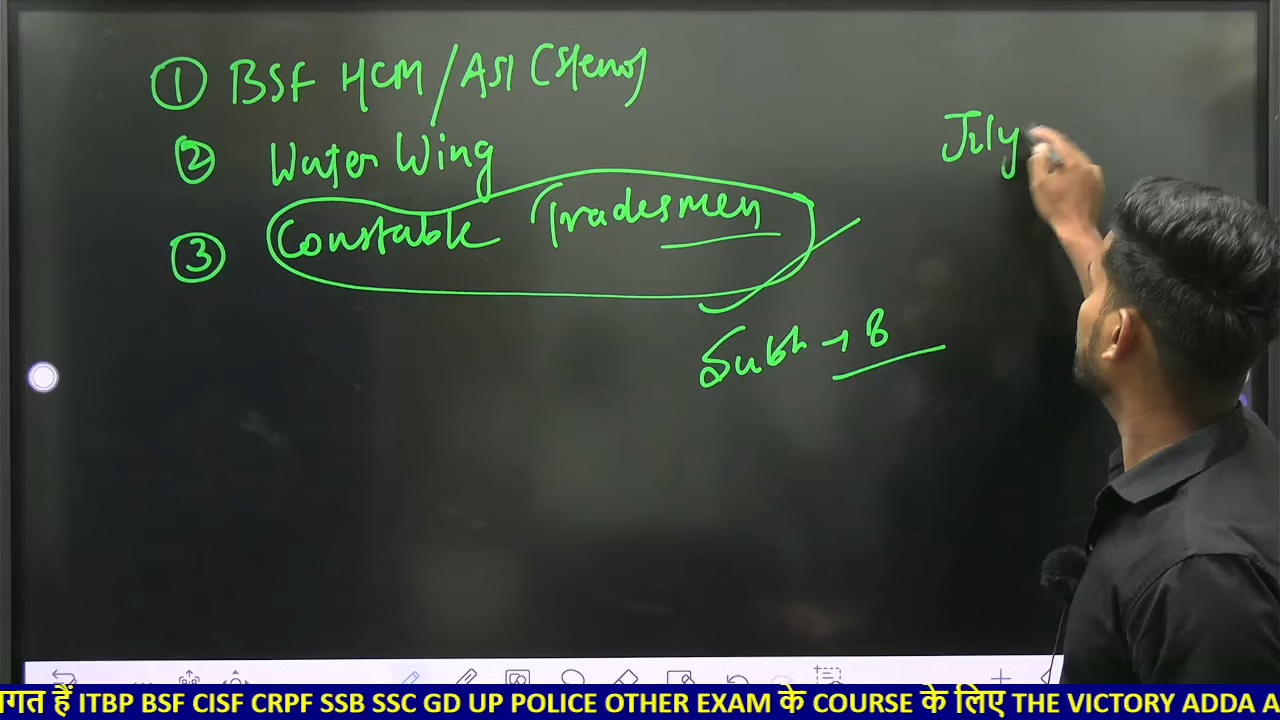 ① BSF HCM/ASI (Steno)
② Water Wing
③ Constable Tradesmen
July
→ 8
गत हैं ITBP BSF CISF CRPF SSB SSC GD UP POLICE OTHER EXAM के COURSE के लिए THE VICTORY ADDA A